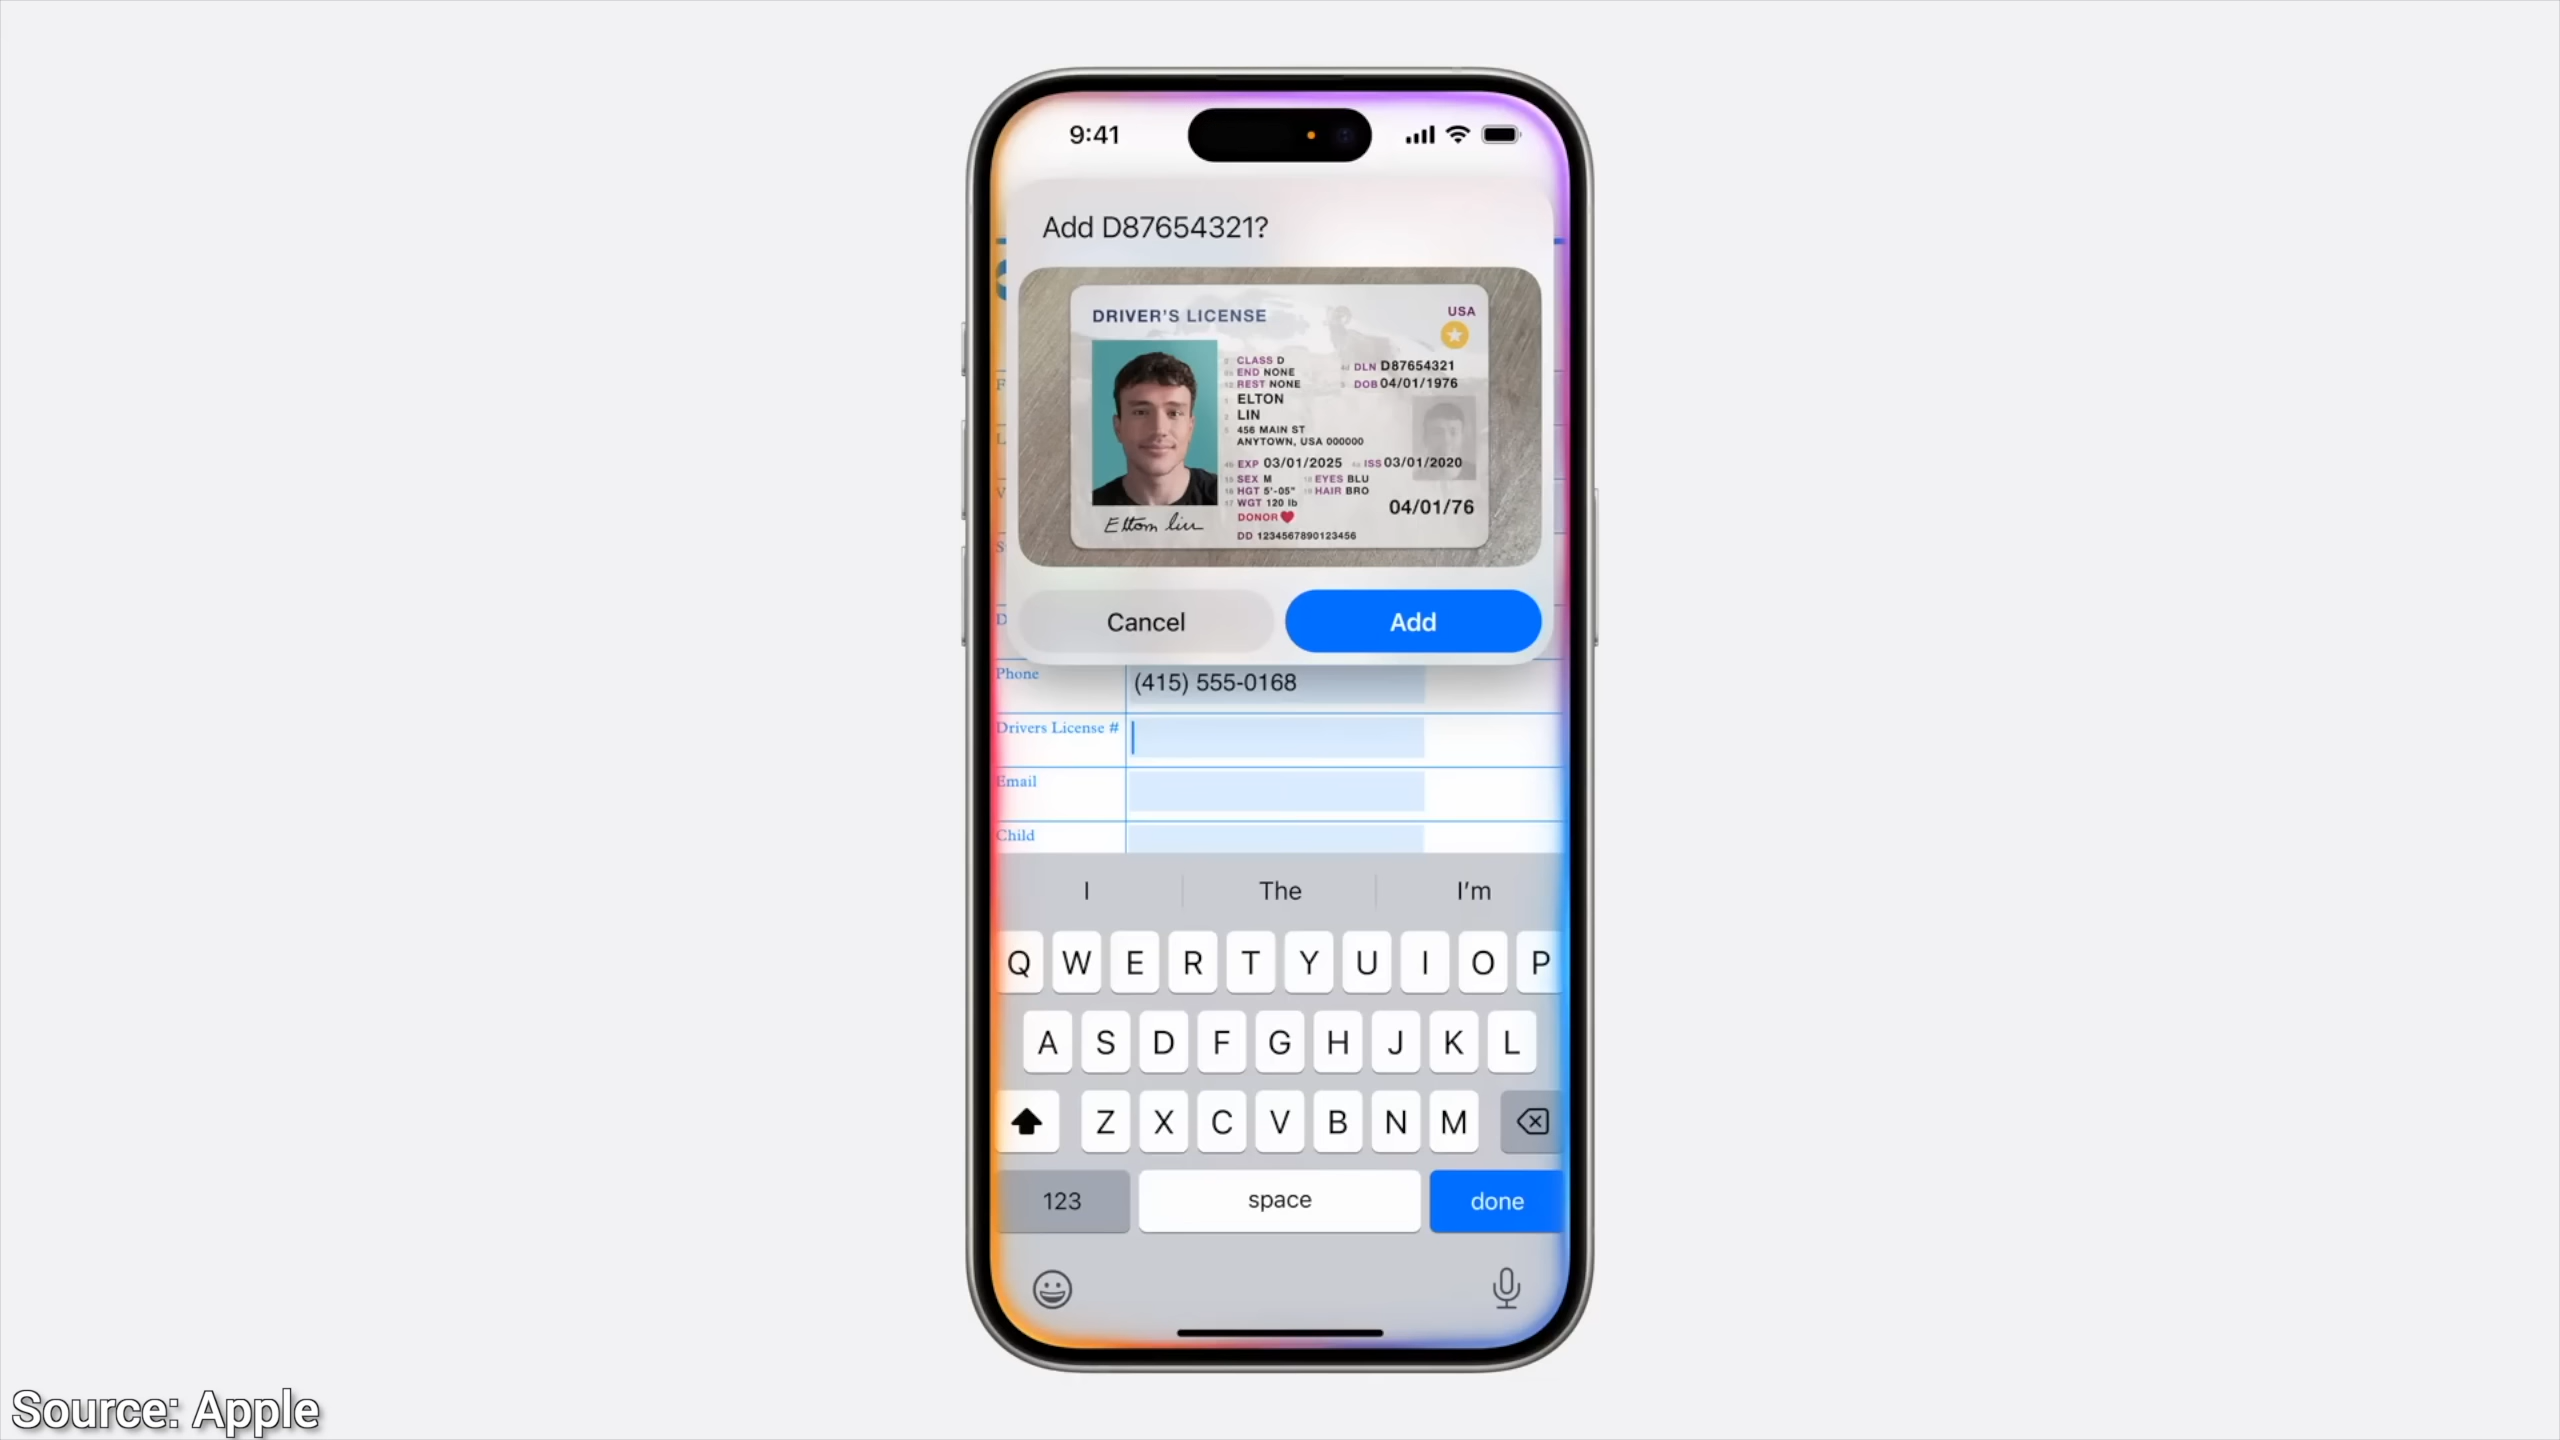 9:41
Add D87654321?
DRIVER'S LICENSE
USA
CLASS D
END NONE
REST NONE
DLN D87654321
DOB 04/01/1976
ELTON
LIN
456 MAIN ST
ANYTOWN, USA 000000
EXP 03/01/2025
ISS 03/01/2020
SEX M
EYES BLU
HGT 5'-05"
HAIR BRO
WGT 120 lb
DONOR
04/01/76
DD 1234567890123456
Eltom lin
Cancel
Add
Phone
(415) 555-0168
Drivers License #
Email
Child
I
The
I'm
Q W E R T Y U I O P
A S D F G H J K L
Z X C V B N M
123
space
done
Source: Apple